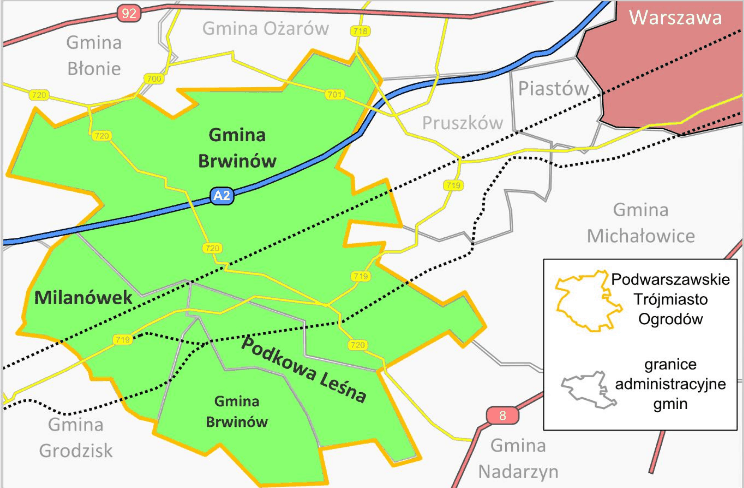 92
Warszawa
Gmina Ożarów
718
Gmina
Błonie
700
720
701
Piastów
Pruszków
720
Gmina
Brwinów
719
A2
Gmina
Michałowice
720
719
Milanówek
Podwarszawskie
Trójmiasto
Ogrodów
719
720
Podkowa Leśna
granice
administracyjne
gmin
Gmina
Brwinów
8
Gmina
Grodzisk
Gmina
Nadarzyn